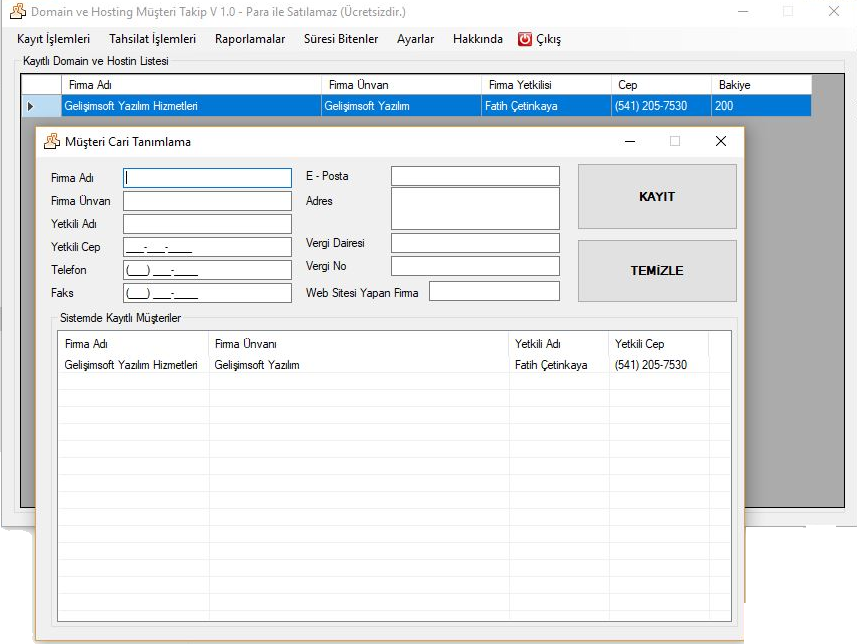 Domain ve Hosting Müşteri Takip V 1.0 - Para ile Satılamaz (Ücretsizdir.)
Kayıt İşlemleri Tahsilat İşlemleri Raporlamalar Süresi Bitenler Ayarlar Hakkında Çıkış
Kayıtlı Domain ve Hostin Listesi
Firma Adı Firma Ünvan Firma Yetkilisi Cep Bakiye
Gelişimsoft Yazılım Hizmetleri Gelişimsoft Yazılım Fatih Çetinkaya (541) 205-7530 200
Müşteri Cari Tanımlama
Firma Adı
Firma Ünvan
Yetkili Adı
Yetkili Cep ___-___-____
Telefon (___) ___-____
Faks (___) ___-____
E - Posta
Adres
Vergi Dairesi
Vergi No
Web Sitesi Yapan Firma
KAYIT
TEMİZLE
Sistemde Kayıtlı Müşteriler
Firma Adı Firma Ünvanı Yetkili Adı Yetkili Cep
Gelişimsoft Yazılım Hizmetleri Gelişimsoft Yazılım Fatih Çetinkaya (541) 205-7530